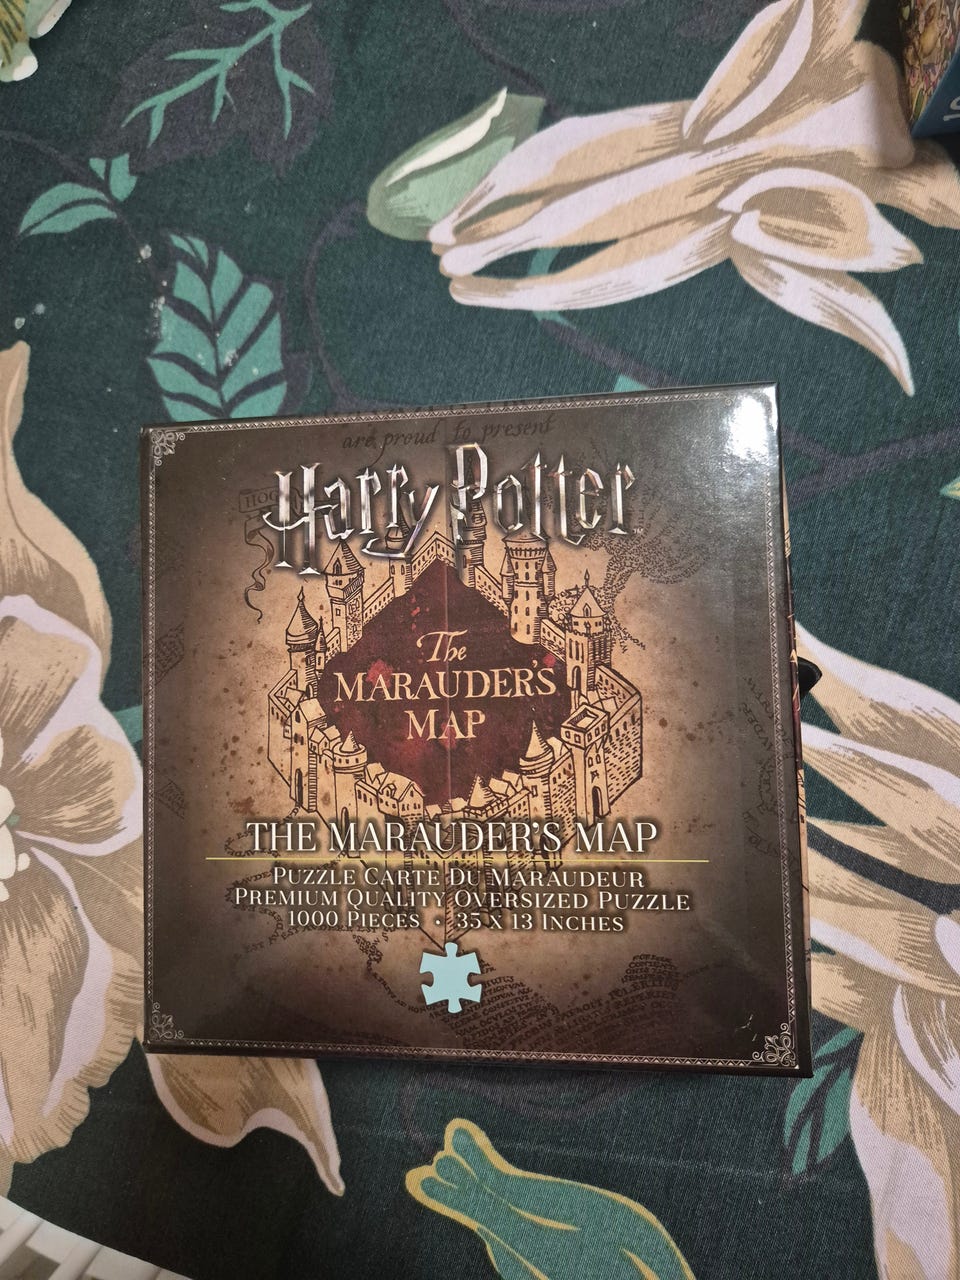 are proud to present
Harry Potter
The
MARAUDER'S
MAP
THE MARAUDER'S MAP
PUZZLE CARTE DU MARAUDEUR
PREMIUM QUALITY OVERSIZED PUZZLE
1000 PIECES • 35 X 13 INCHES